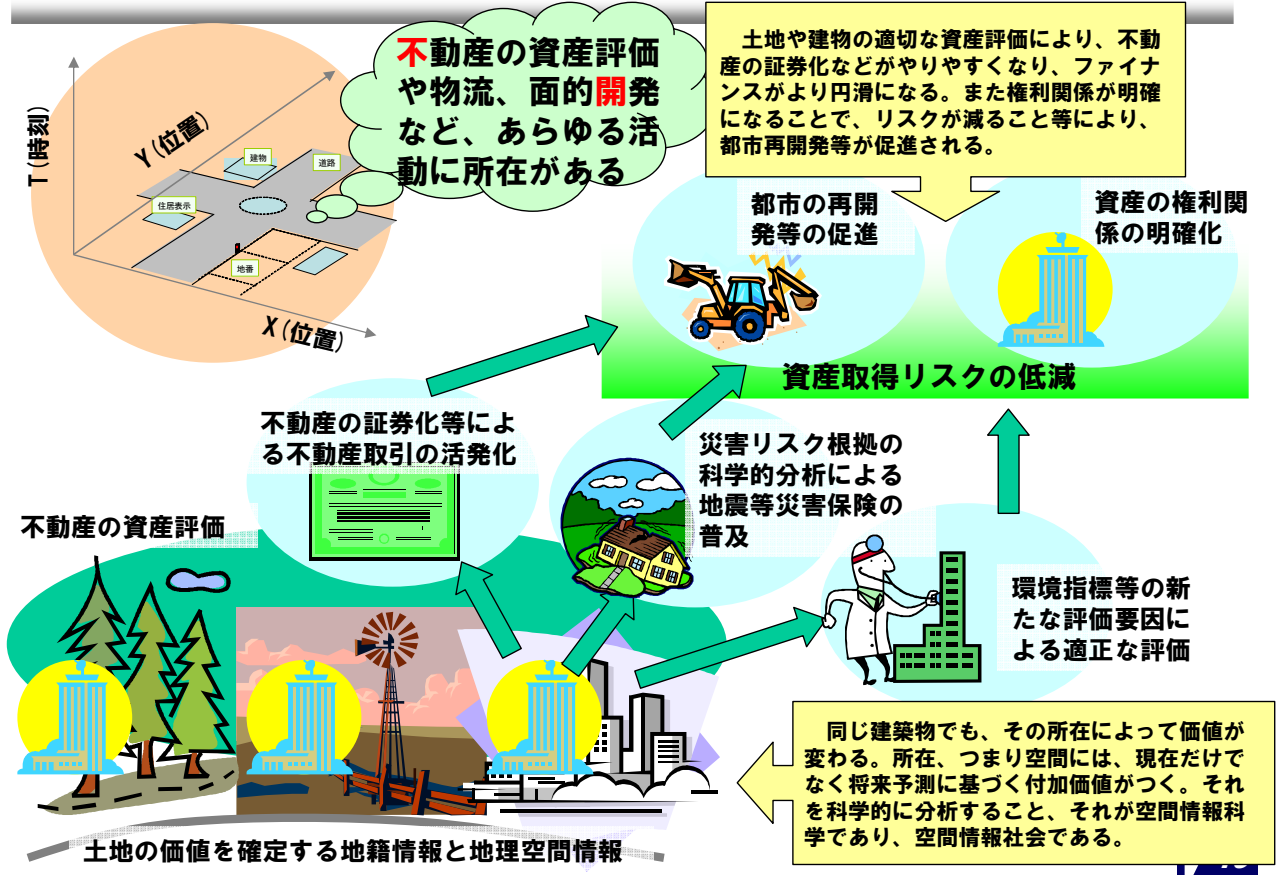 不動産の資産評価
や物流、面的開発
など、あらゆる活
動に所在がある
土地や建物の適切な資産評価により、不動
産の証券化などがやりやすくなり、ファイナ
ンスがより円滑になる。また権利関係が明確
になることで、リスクが減ること等により、
都市再開発等が促進される。
T(時刻)
Y(位置)
X(位置)
建物
道路
住居表示
地番
都市の再開
発等の促進
資産の権利関
係の明確化
資産取得リスクの低減
不動産の証券化等によ
る不動産取引の活発化
災害リスク根拠の
科学的分析による
地震等災害保険の
普及
不動産の資産評価
環境指標等の新
たな評価要因に
よる適正な評価
同じ建築物でも、その所在によって価値が
変わる。所在、つまり空間には、現在だけで
なく将来予測に基づく付加価値がつく。それ
を科学的に分析すること、それが空間情報科
学であり、空間情報社会である。
土地の価値を確定する地籍情報と地理空間情報